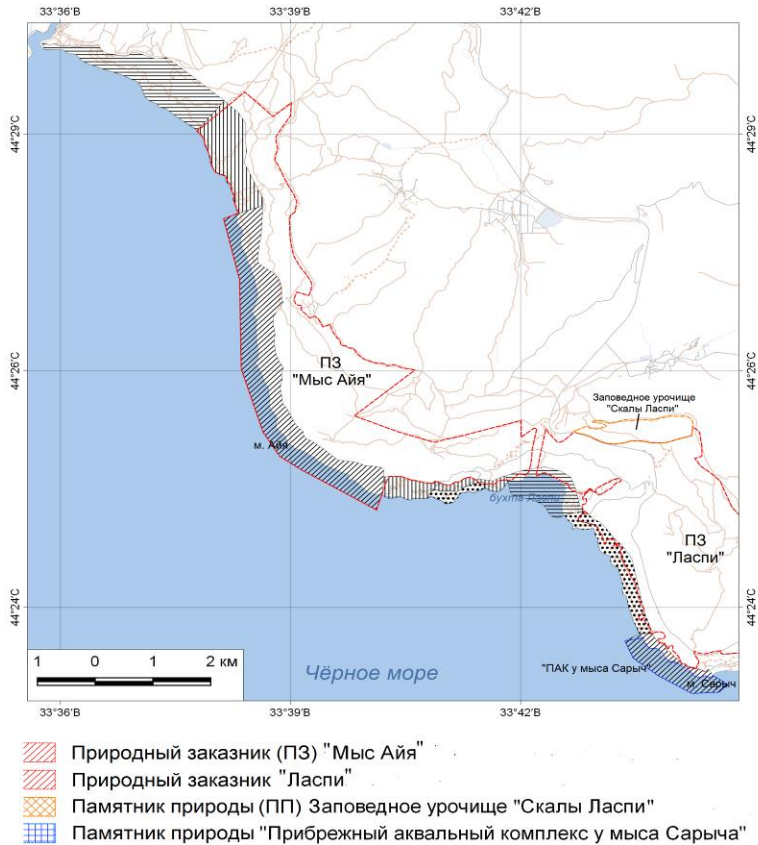 33°36'В
33°39'В
33°42'В
44°29'С
44°29'С
ПЗ
"Мыс Айя"
44°26'С
44°26'С
Заповедное урочище
"Скалы Ласпи"
м. Айя
бухта Ласпи
ПЗ
"Ласпи"
44°24'С
44°24'С
1 0 1 2 км
Чёрное море
"ПАК у мыса Сарыч"
м. Сарыч
33°36'В
33°39'В
33°42'В
Природный заказник (ПЗ) "Мыс Айя"
Природный заказник "Ласпи"
Памятник природы (ПП) Заповедное урочище "Скалы Ласпи"
Памятник природы "Прибрежный аквальный комплекс у мыса Сарыча"